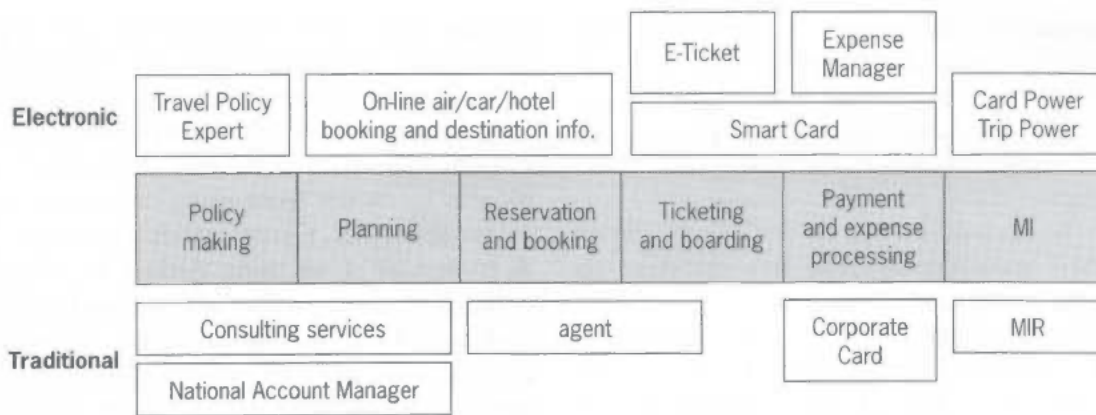 E-Ticket
Expense
Manager
Electronic
Travel Policy
Expert
On-line air/car/hotel
booking and destination info.
Smart Card
Card Power
Trip Power
Policy
making
Planning
Reservation
and booking
Ticketing
and boarding
Payment
and expense
processing
MI
Traditional
Consulting services
agent
Corporate
Card
MIR
National Account Manager